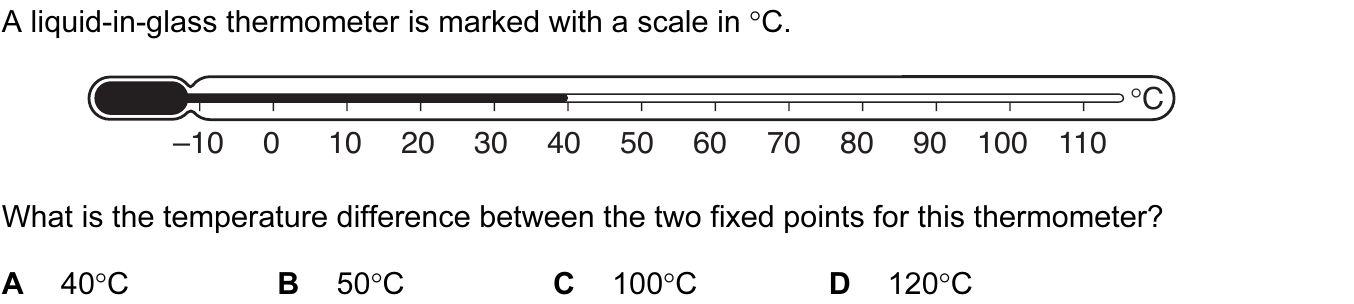 A liquid-in-glass thermometer is marked with a scale in °C.
°C
–10 0 10 20 30 40 50 60 70 80 90 100 110
What is the temperature difference between the two fixed points for this thermometer?
A 40°C B 50°C C 100°C D 120°C